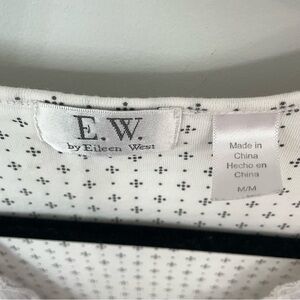 E.W.
by Eileen West
Made in
China
Hecho en
China
M/M